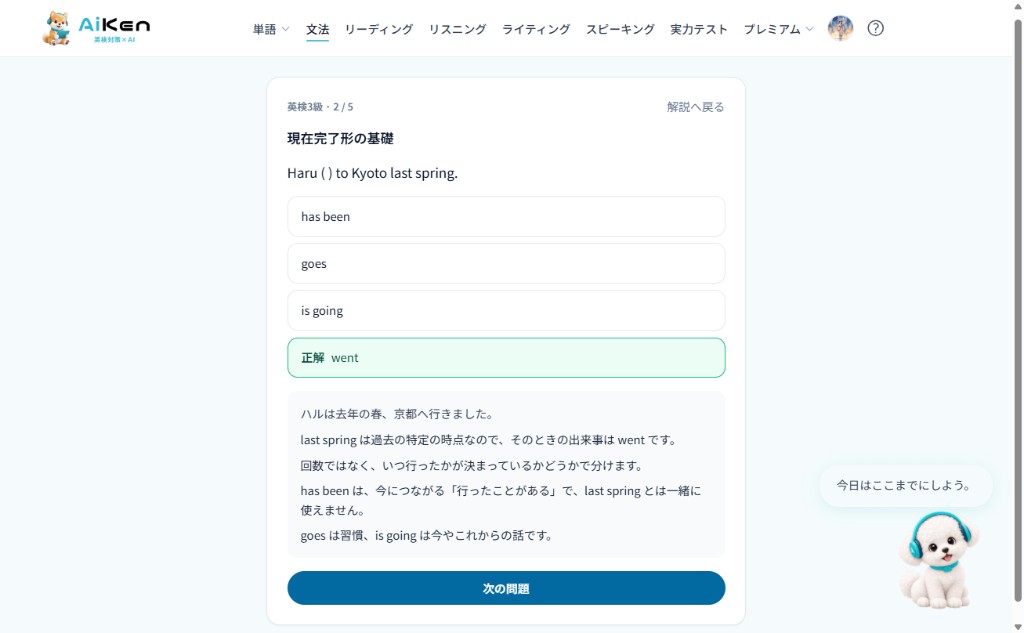 AiKen
英検対策×AI
単語 文法 リーディング リスニング ライティング スピーキング 実力テスト プレミアム ?
英検3級 · 2 / 5
解説へ戻る
現在完了形の基礎
Haru ( ) to Kyoto last spring.
has been
goes
is going
正解 went
ハルは去年の春、京都へ行きました。
last spring は過去の特定の時点なので、そのときの出来事は went です。
回数ではなく、いつ行ったかが決まっているかどうかで分けます。
has been は、今につながる「行ったことがある」で、last spring とは一緒に
使えません。
goes は習慣、is going は今やこれからの話です。
今日はここまでにしよう。
次の問題